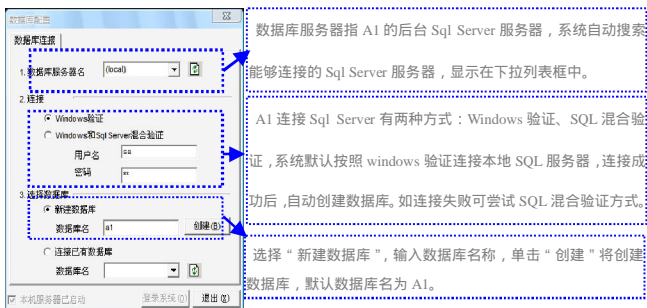 数据库配置
数据库连接
1.数据库服务器名 (local)
2.连接
Windows验证
Windows和Sql Server混合验证
用户名 sa
密码 **
3.选择数据库
新建数据库
数据库名 a1 创建(B)
连接已有数据库
数据库名
本机服务器已启动 登录系统(O) 退出(X)
数据库服务器指 A1 的后台 Sql Server 服务器，系统自动搜索
能够连接的 Sql Server 服务器，显示在下拉列表框中。
A1 连接 Sql Server 有两种方式：Windows 验证、SQL 混合验
证，系统默认按照 windows 验证连接本地 SQL 服务器，连接成
功后，自动创建数据库。如连接失败可尝试 SQL 混合验证方式。
选择“新建数据库”，输入数据库名称，单击“创建”将创建
数据库，默认数据库名为 A1。